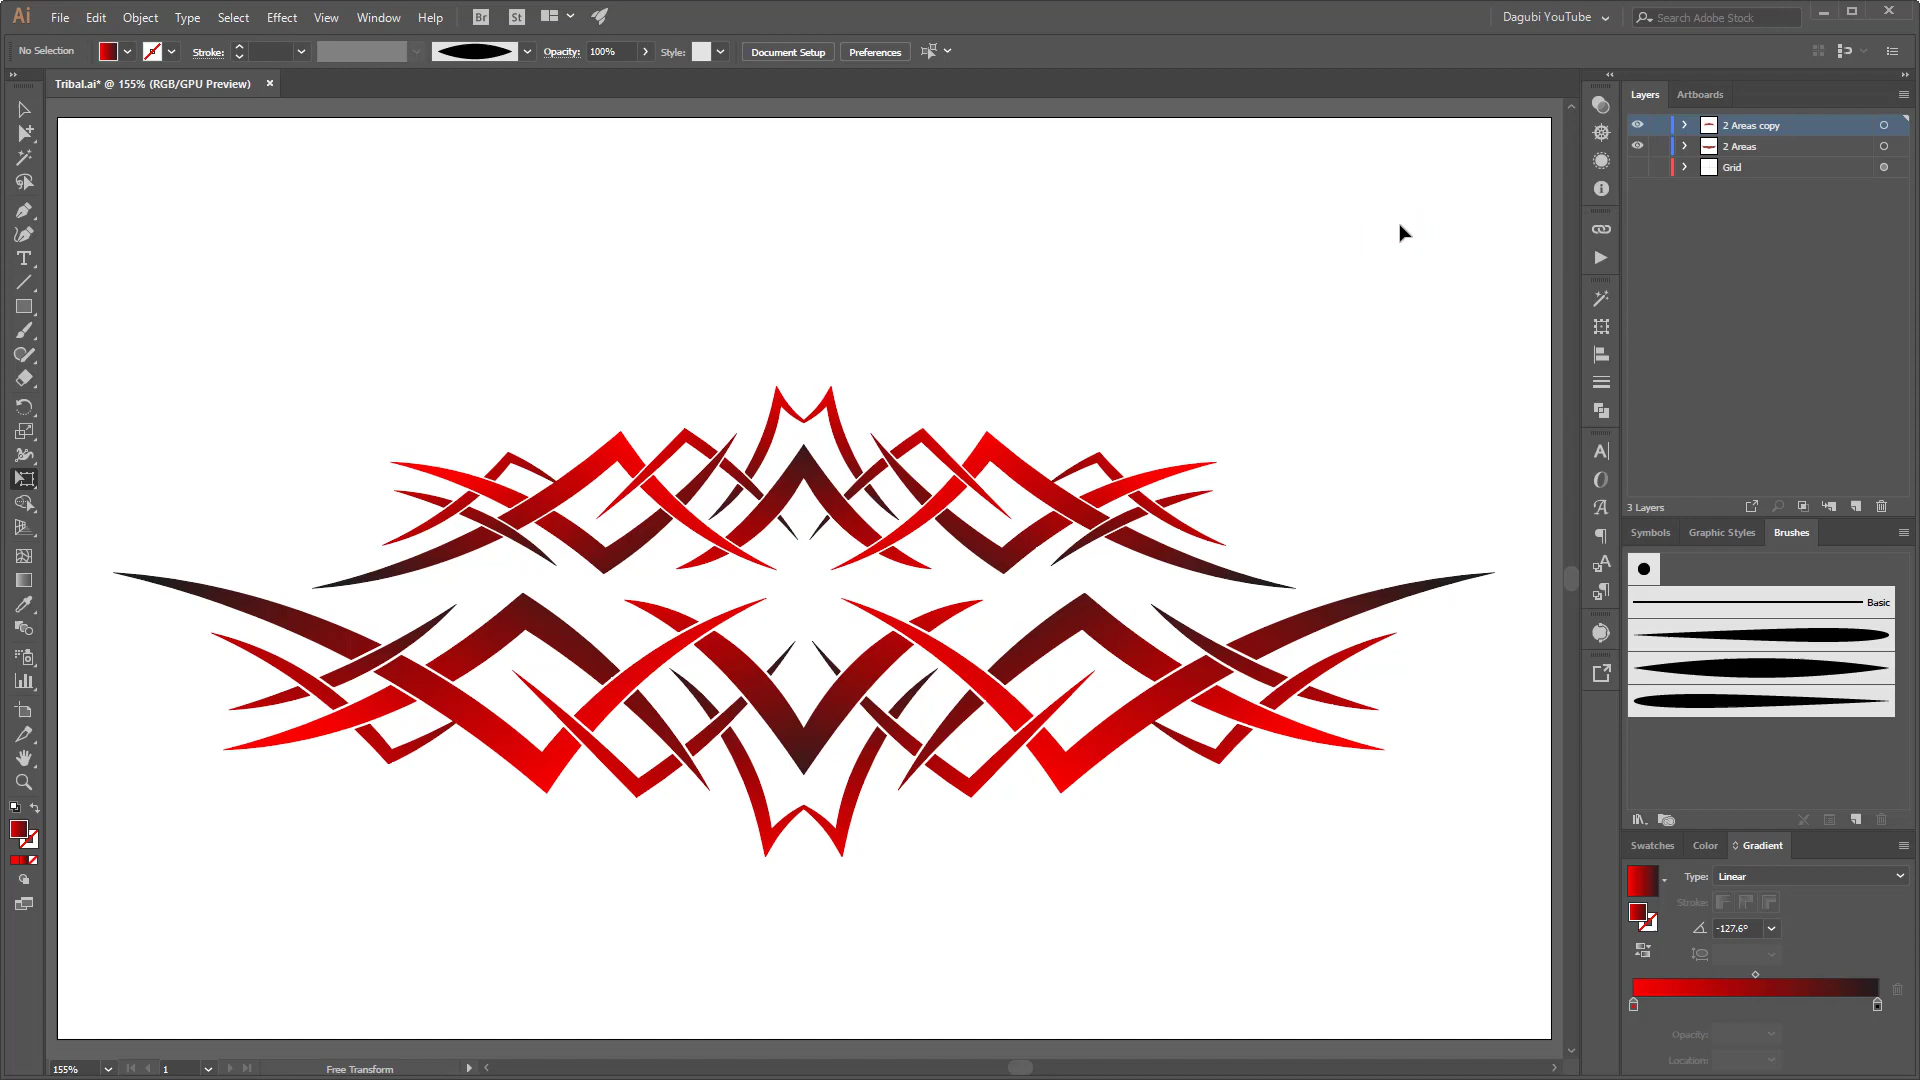 Ai File Edit Object Type Select Effect View Window Help Br St Dagubi YouTube Search Adobe Stock
No Selection Stroke: Opacity: 100% Style: Document Setup Preferences
Tribal.ai* @ 155% (RGB/GPU Preview) ×
Layers Artboards
2 Areas copy
2 Areas
Grid
3 Layers
Symbols Graphic Styles Brushes
Basic
Swatches Color Gradient
Type: Linear
Stroke:
-127.6°
Opacity:
Location:
155% 1 Free Transform